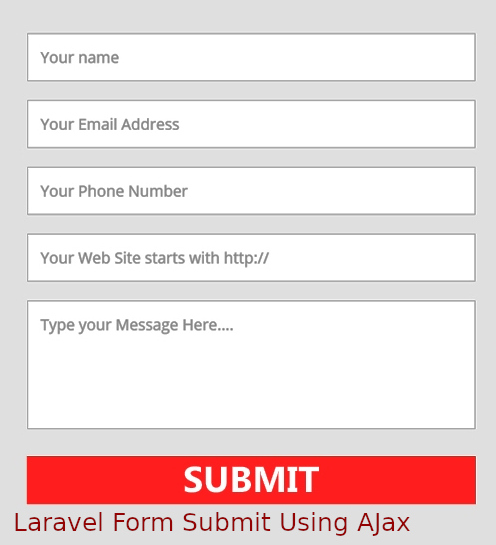 Your name
Your Email Address
Your Phone Number
Your Web Site starts with http://
Type your Message Here....
SUBMIT
Laravel Form Submit Using AJax